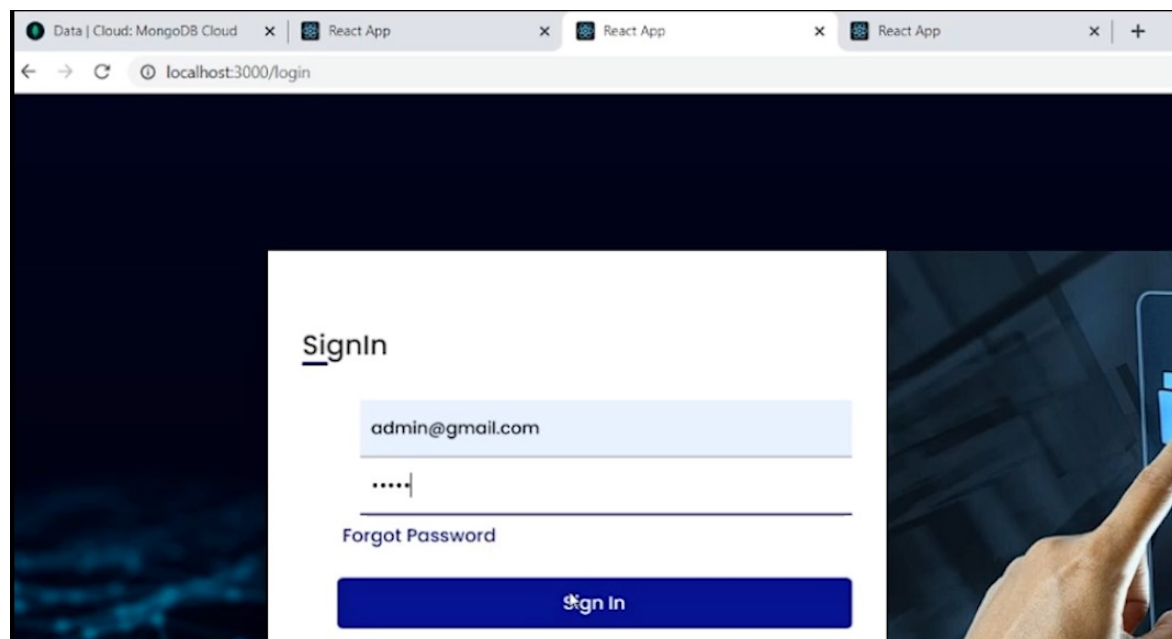 Data | Cloud: MongoDB Cloud
React App
React App
React App
localhost:3000/login
SignIn
admin@gmail.com
•••••
Forgot Password
Sign In